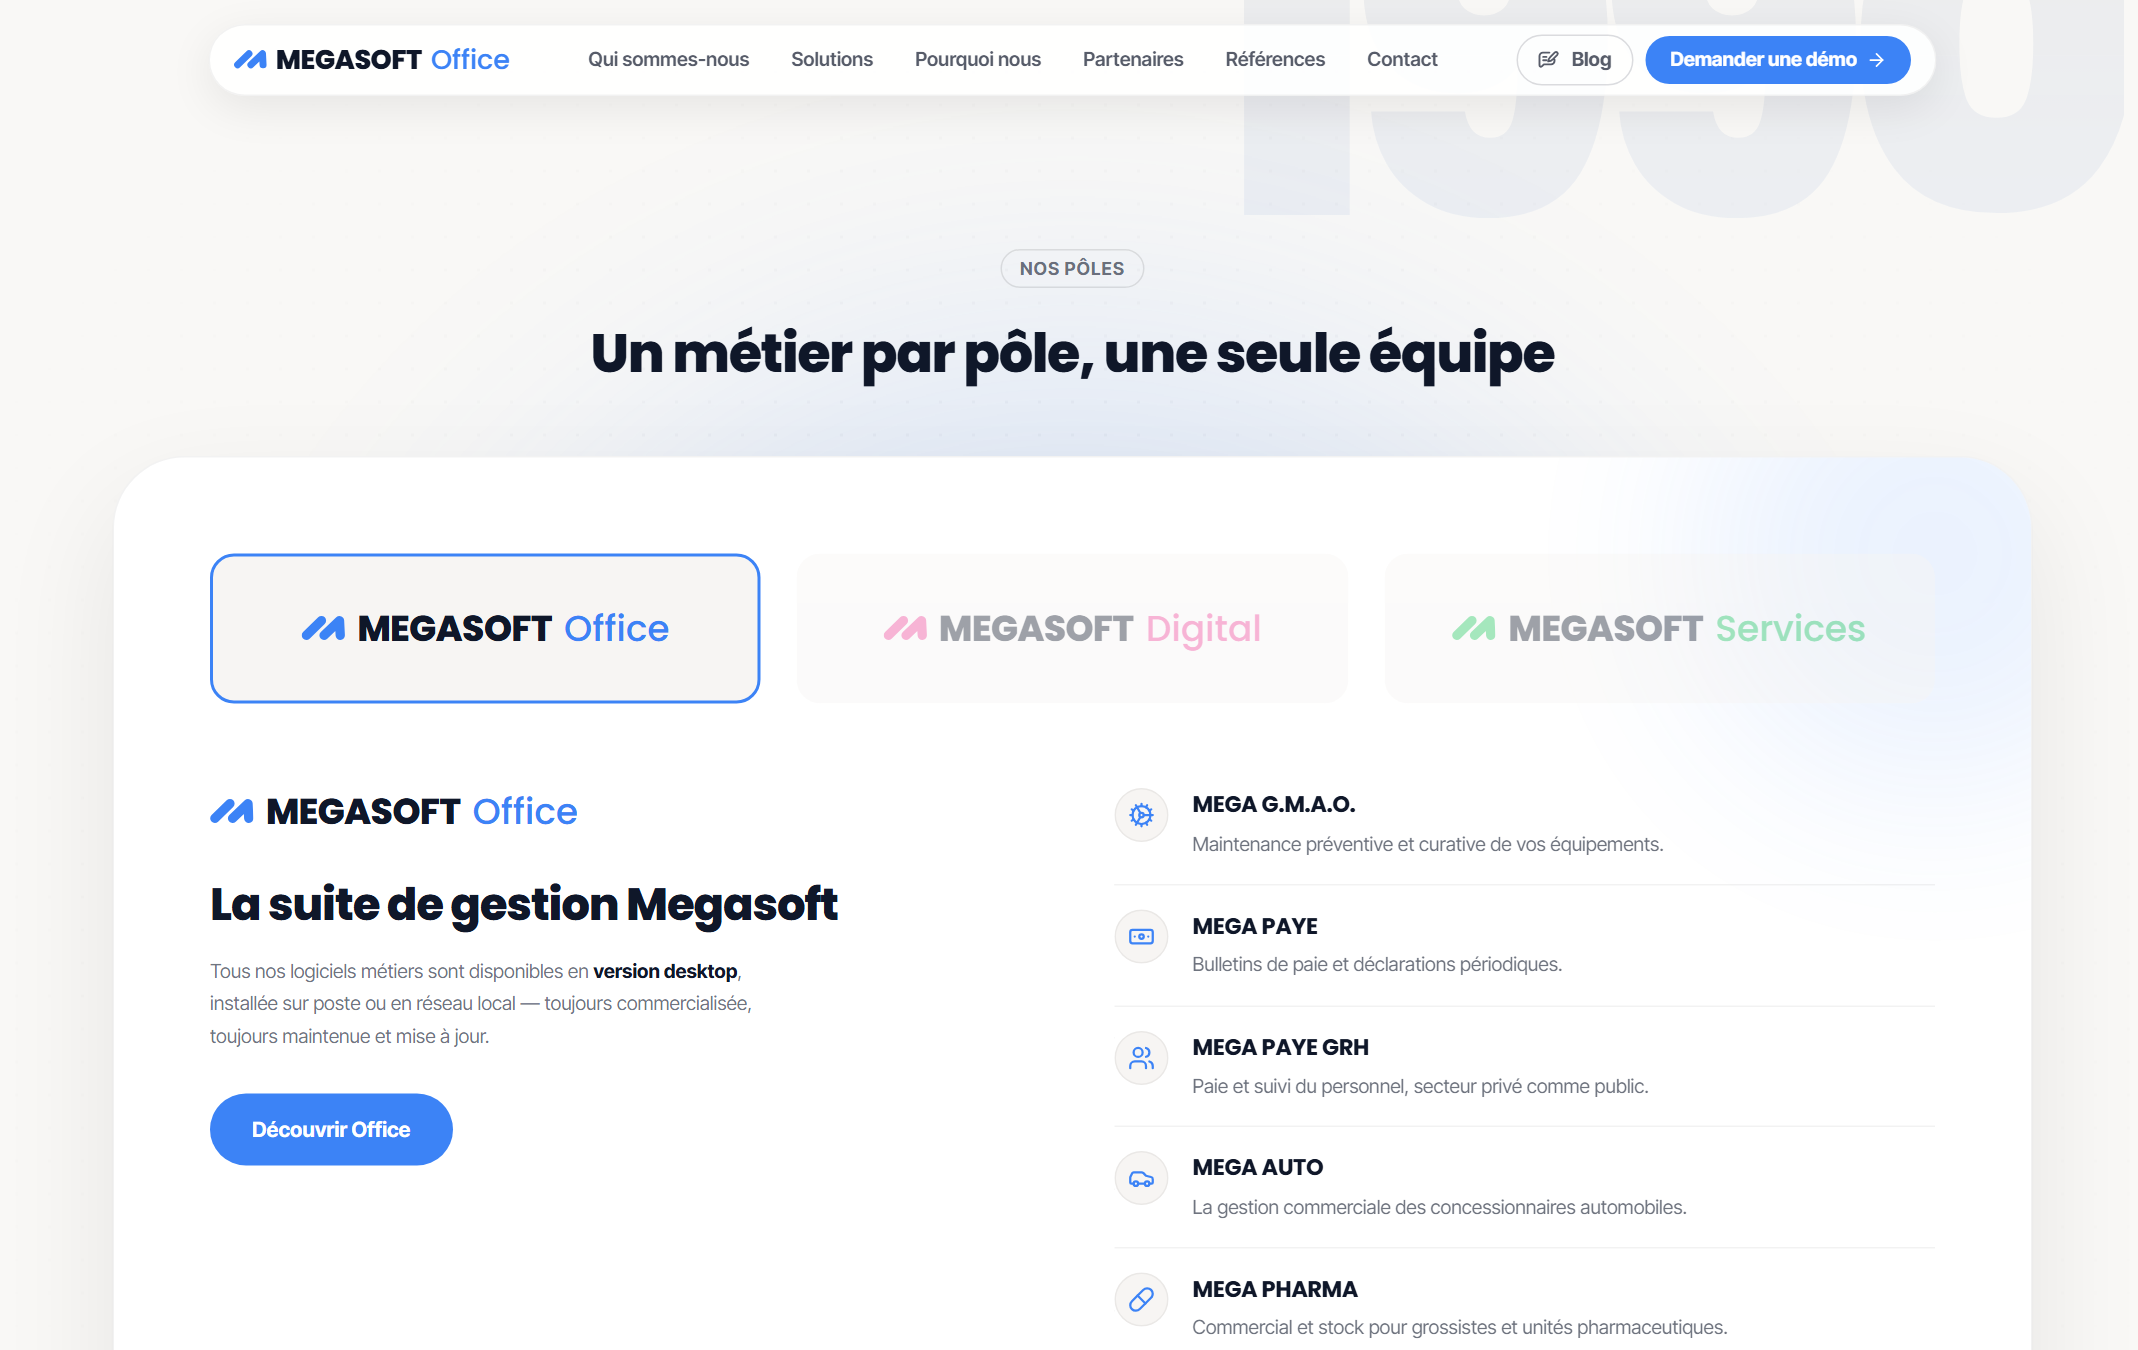 1990
MEGASOFT Office
Qui sommes-nous
Solutions
Pourquoi nous
Partenaires
Références
Contact
Blog
Demander une démo
NOS PÔLES
Un métier par pôle, une seule équipe
MEGASOFT Office
MEGASOFT Digital
MEGASOFT Services
MEGASOFT Office
La suite de gestion Megasoft
Tous nos logiciels métiers sont disponibles en version desktop,
installée sur poste ou en réseau local — toujours commercialisée,
toujours maintenue et mise à jour.
Découvrir Office
MEGA G.M.A.O.
Maintenance préventive et curative de vos équipements.
MEGA PAYE
Bulletins de paie et déclarations périodiques.
MEGA PAYE GRH
Paie et suivi du personnel, secteur privé comme public.
MEGA AUTO
La gestion commerciale des concessionnaires automobiles.
MEGA PHARMA
Commercial et stock pour grossistes et unités pharmaceutiques.